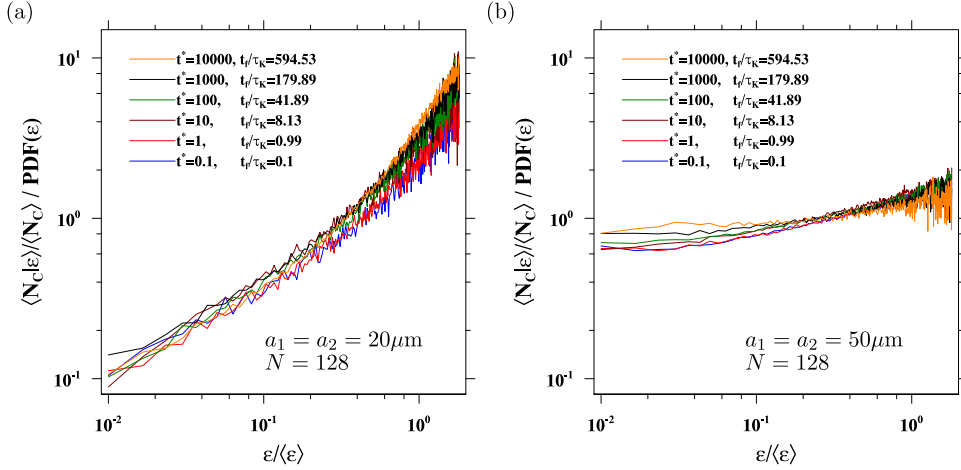 (a)
⟨N_C|ε⟩/⟨N_C⟩ / PDF(ε)
10^1
10^0
10^-1
t*=10000, t_f/τ_K=594.53
t*=1000, t_f/τ_K=179.89
t*=100, t_f/τ_K=41.89
t*=10, t_f/τ_K=8.13
t*=1, t_f/τ_K=0.99
t*=0.1, t_f/τ_K=0.1
a_1 = a_2 = 20μm
N = 128
10^-2 10^-1 10^0
ε/⟨ε⟩
(b)
⟨N_C|ε⟩/⟨N_C⟩ / PDF(ε)
10^1
10^0
10^-1
t*=10000, t_f/τ_K=594.53
t*=1000, t_f/τ_K=179.89
t*=100, t_f/τ_K=41.89
t*=10, t_f/τ_K=8.13
t*=1, t_f/τ_K=0.99
t*=0.1, t_f/τ_K=0.1
a_1 = a_2 = 50μm
N = 128
10^-2 10^-1 10^0
ε/⟨ε⟩